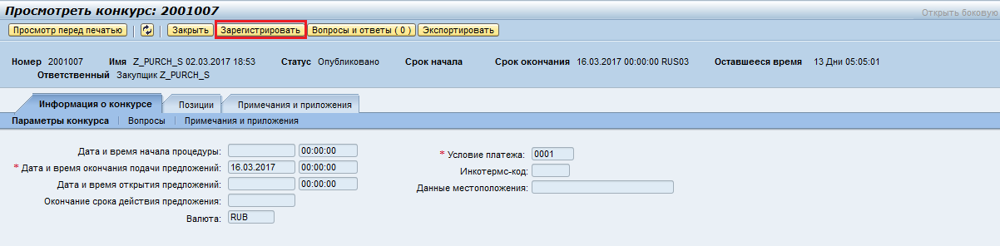 Просмотреть конкурс: 2001007
Открыть боковую
Просмотр перед печатью Закрыть Зарегистрировать Вопросы и ответы ( 0 ) Экспортировать
Номер 2001007 Имя Z_PURCH_S 02.03.2017 18:53 Статус Опубликовано Срок начала Срок окончания 16.03.2017 00:00:00 RUS03 Оставшееся время 13 Дни 05:05:01
Ответственный Закупщик Z_PURCH_S
Информация о конкурсе Позиции Примечания и приложения
Параметры конкурса Вопросы Примечания и приложения
Дата и время начала процедуры: 00:00:00
* Дата и время окончания подачи предложений: 16.03.2017 00:00:00
Дата и время открытия предложений: 00:00:00
Окончание срока действия предложения:
Валюта: RUB
* Условие платежа: 0001
Инкотермс-код:
Данные местоположения: